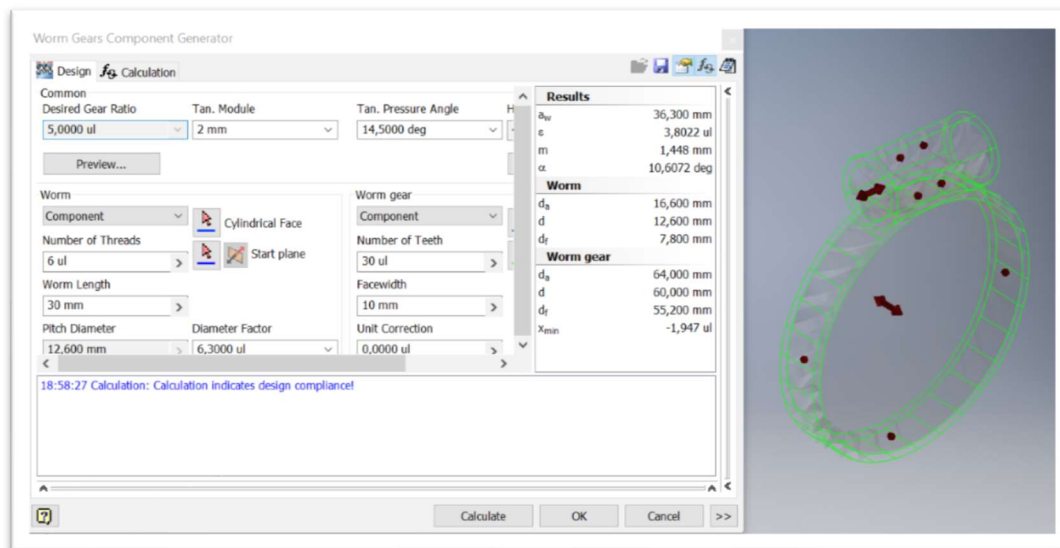 Worm Gears Component Generator
Design fG Calculation
Common
Desired Gear Ratio Tan. Module Tan. Pressure Angle H
5,0000 ul 2 mm 14,5000 deg
Preview...
Worm Worm gear
Component Cylindrical Face Component
Number of Threads Start plane Number of Teeth
6 ul 30 ul
Worm Length Facewidth
30 mm 10 mm
Pitch Diameter Diameter Factor Unit Correction
12,600 mm 6,3000 ul 0,0000 ul
Results
aw 36,300 mm
ε 3,8022 ul
m 1,448 mm
α 10,6072 deg
Worm
da 16,600 mm
d 12,600 mm
df 7,800 mm
Worm gear
da 64,000 mm
d 60,000 mm
df 55,200 mm
xmin -1,947 ul
18:58:27 Calculation: Calculation indicates design compliance!
Calculate OK Cancel >>